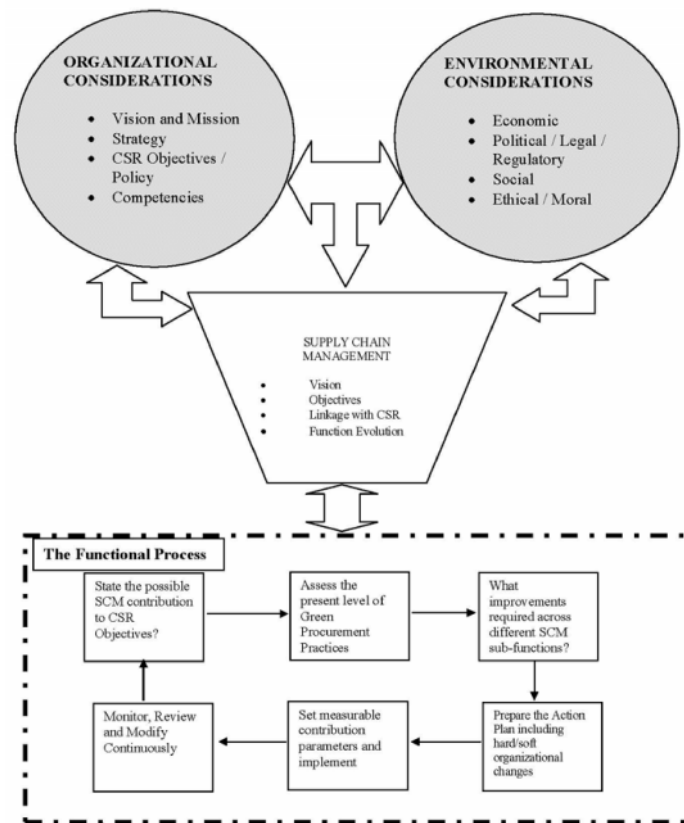 ORGANIZATIONAL
CONSIDERATIONS
• Vision and Mission
• Strategy
• CSR Objectives /
Policy
• Competencies
ENVIRONMENTAL
CONSIDERATIONS
• Economic
• Political / Legal /
Regulatory
• Social
• Ethical / Moral
SUPPLY CHAIN
MANAGEMENT
• Vision
• Objectives
• Linkage with CSR
• Function Evolution
The Functional Process
State the possible
SCM contribution
to CSR
Objectives?
Assess the
present level of
Green
Procurement
Practices
What
improvements
required across
different SCM
sub-functions?
Monitor, Review
and Modify
Continuously
Set measurable
contribution
parameters and
implement
Prepare the Action
Plan including
hard/soft
organizational
changes